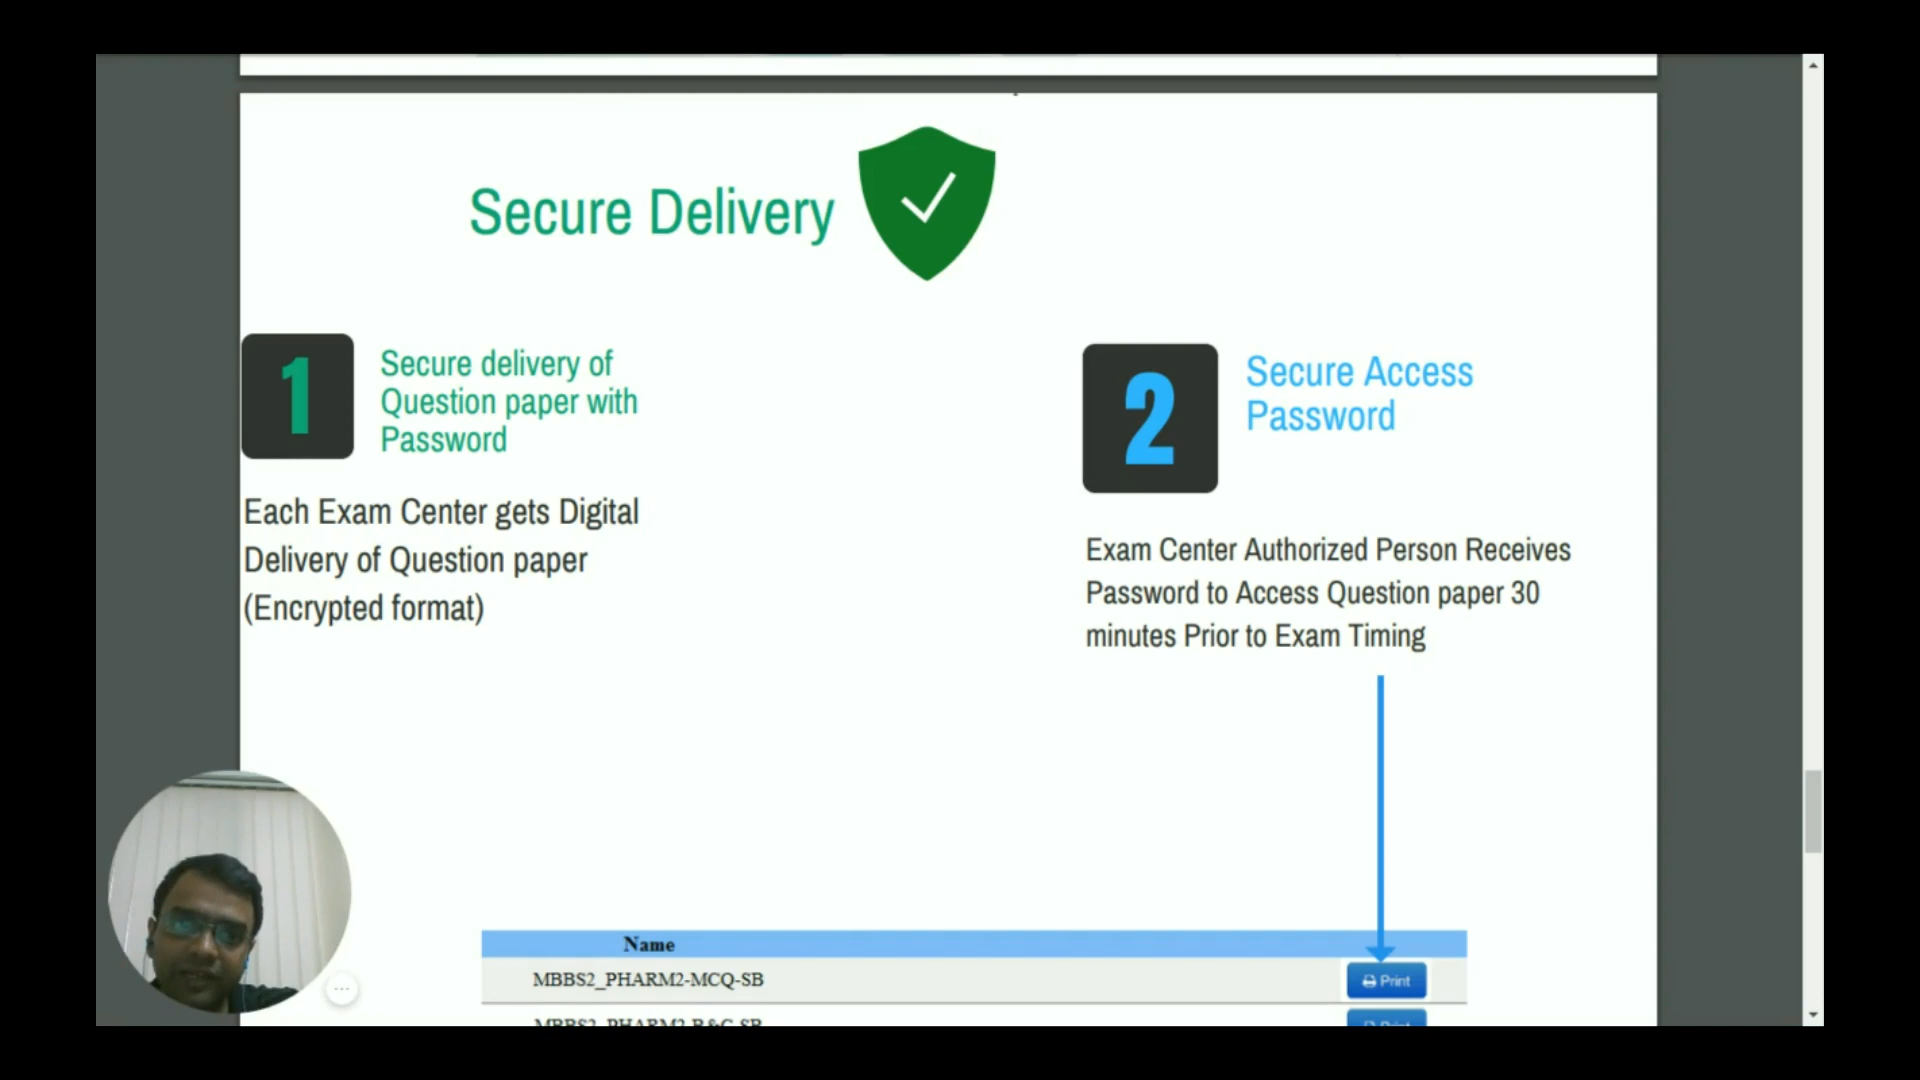 Secure Delivery
1
Secure delivery of
Question paper with
Password
Each Exam Center gets Digital
Delivery of Question paper
(Encrypted format)
2
Secure Access
Password
Exam Center Authorized Person Receives
Password to Access Question paper 30
minutes Prior to Exam Timing
Name
MBBS2_PHARM2-MCQ-SB
Print